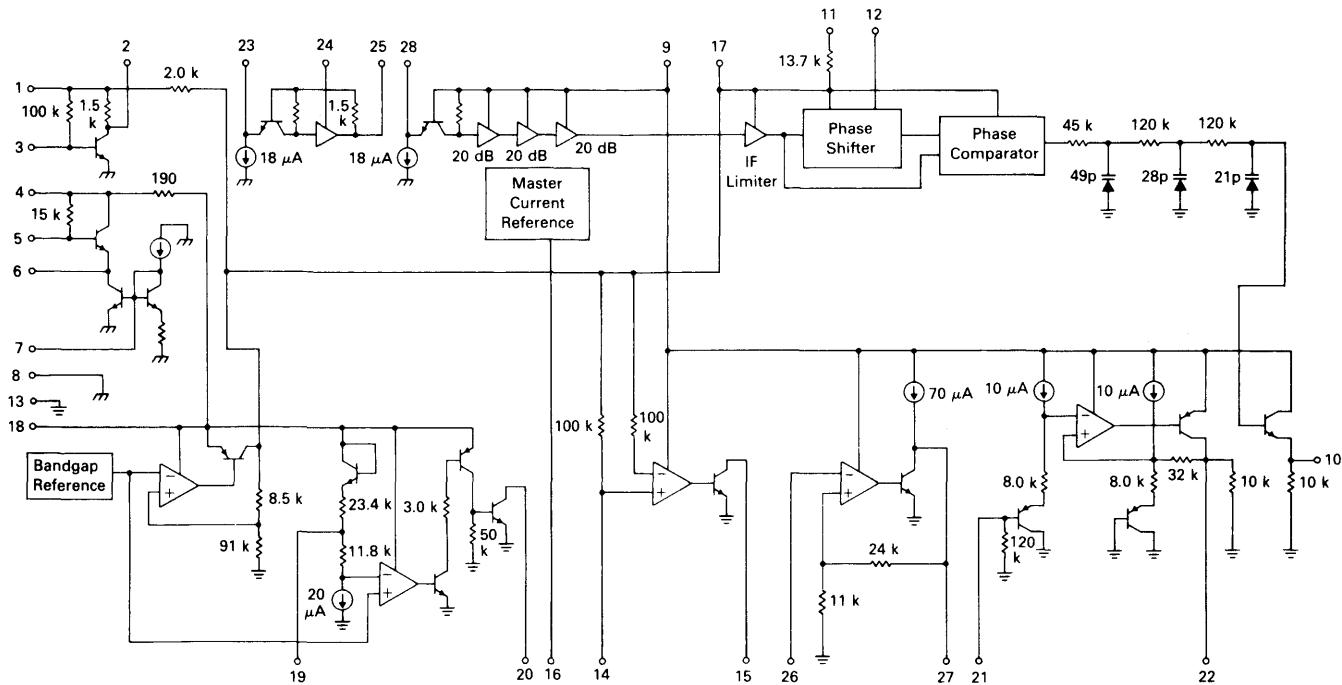 11 12
2 23 24 25 28 9 17
13.7 k
2.0 k
1
100 k
1.5 k
1.5 k
3
18 μA
18 μA
20 dB
20 dB
20 dB
IF Limiter
Phase Shifter
Phase Comparator
45 k
120 k
120 k
49p
28p
21p
Master Current Reference
4
190
15 k
5
6
7
8
13
18
Bandgap Reference
8.5 k
91 k
23.4 k
11.8 k
20 μA
3.0 k
50 k
100 k
100 k
70 μA
24 k
11 k
10 μA
10 μA
8.0 k
8.0 k
32 k
10 k
10 k
10
120 k
19 20 16 14 15 26 27 21 22